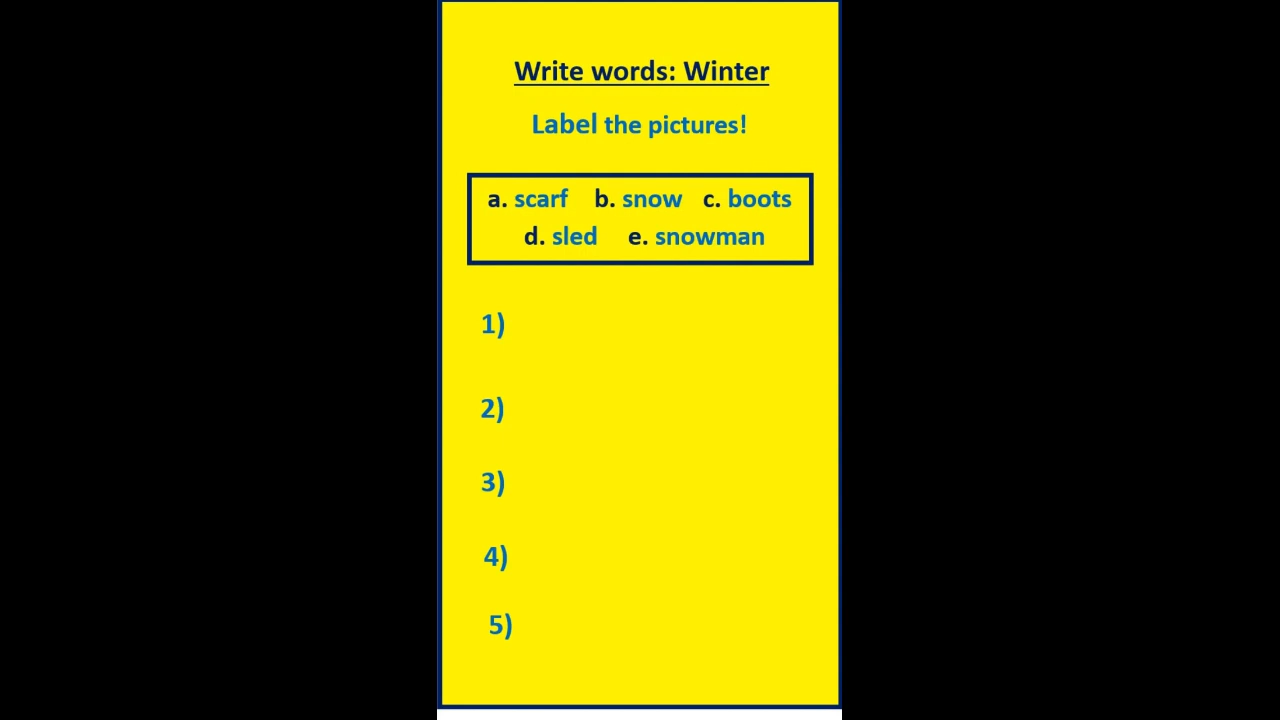 Write words: Winter
Label the pictures!
a. scarf b. snow c. boots
d. sled e. snowman
1)
2)
3)
4)
5)